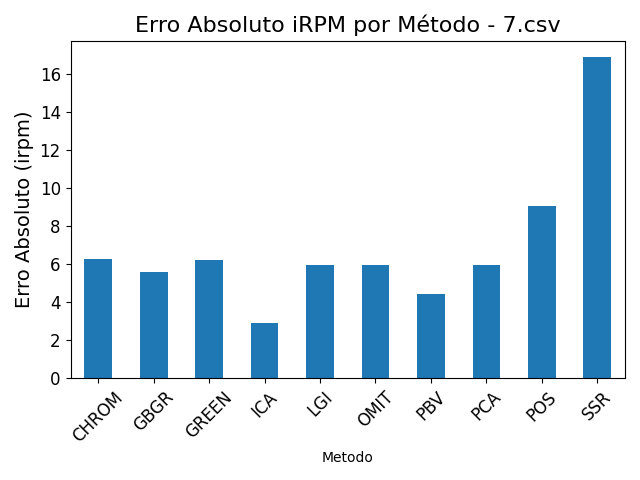 Erro Absoluto iRPM por Método - 7.csv
Erro Absoluto (irpm)
16
14
12
10
8
6
4
2
0
CHROM GBGR GREEN ICA LGI OMIT PBV PCA POS SSR
Metodo